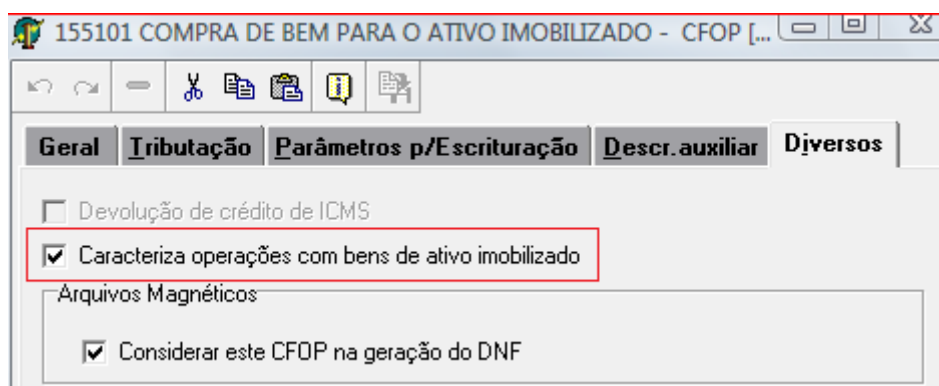 155101 COMPRA DE BEM PARA O ATIVO IMOBILIZADO - CFOP [...
Geral Tributação Parâmetros p/Escrituração Descr.auxiliar Diversos
Devolução de crédito de ICMS
Caracteriza operações com bens de ativo imobilizado
Arquivos Magnéticos
Considerar este CFOP na geração do DNF